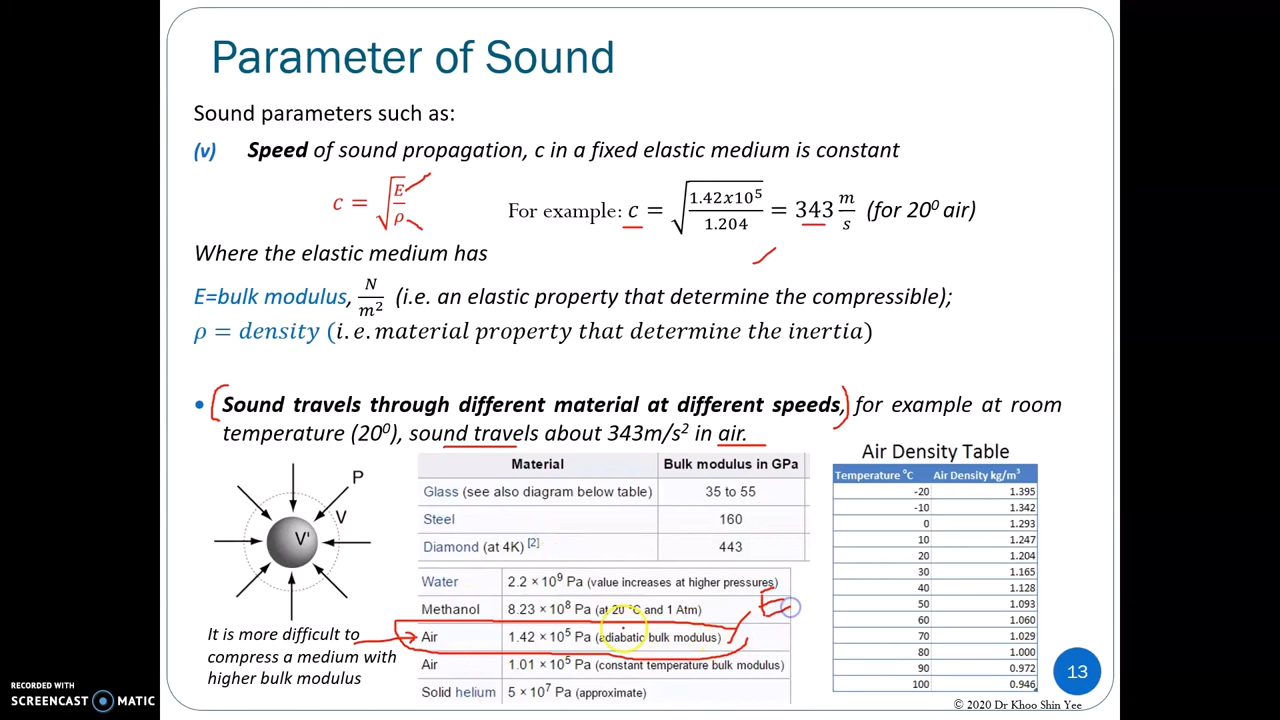 Parameter of Sound
Sound parameters such as:
(v) Speed of sound propagation, c in a fixed elastic medium is constant
c = √(E/ρ)
For example: c = √(1.42x10⁵/1.204) = 343 m/s (for 20⁰ air)
Where the elastic medium has
E=bulk modulus, N/m² (i.e. an elastic property that determine the compressible);
ρ = density (i.e. material property that determine the inertia)
• Sound travels through different material at different speeds, for example at room
temperature (20⁰), sound travels about 343m/s² in air.
P
V
V'
It is more difficult to
compress a medium with
higher bulk modulus
Material Bulk modulus in GPa
Glass (see also diagram below table) 35 to 55
Steel 160
Diamond (at 4K) [2] 443
Water 2.2 × 10⁹ Pa (value increases at higher pressures)
Methanol 8.23 × 10⁸ Pa (at 20 °C and 1 Atm)
Air 1.42 × 10⁵ Pa (adiabatic bulk modulus)
Air 1.01 × 10⁵ Pa (constant temperature bulk modulus)
Solid helium 5 × 10⁷ Pa (approximate)
E
Air Density Table
Temperature °C Air Density kg/m³
-20 1.395
-10 1.342
0 1.293
10 1.247
20 1.204
30 1.165
40 1.128
50 1.093
60 1.060
70 1.029
80 1.000
90 0.972
100 0.946
13
© 2020 Dr Khoo Shin Yee
RECORDED WITH
SCREENCAST MATIC